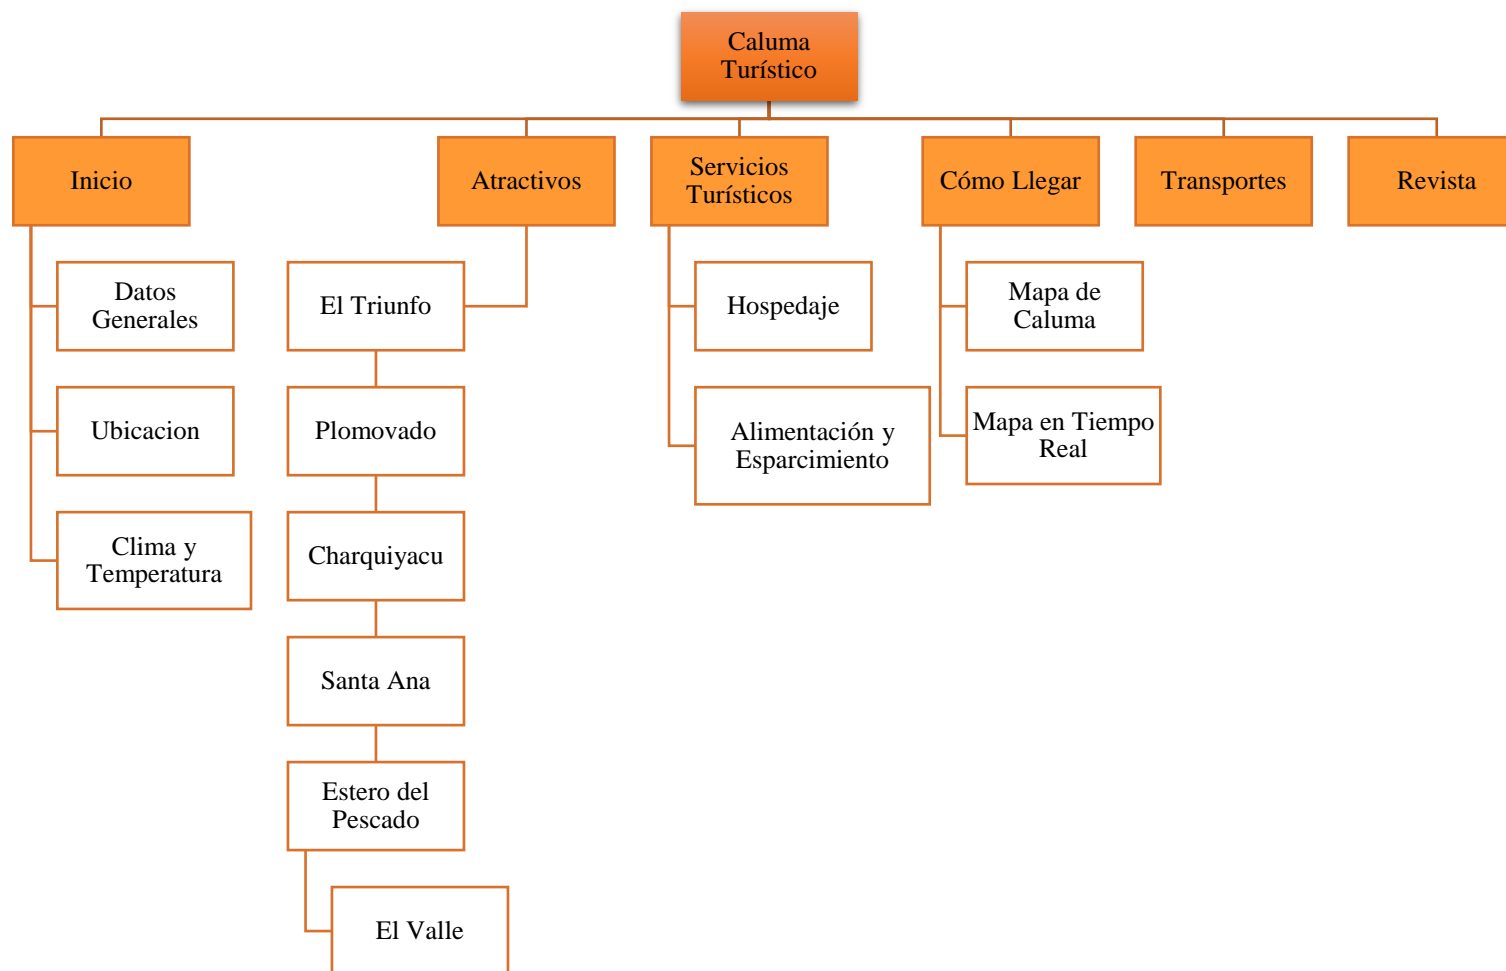 Caluma
Turístico
Inicio
Atractivos
Servicios
Turísticos
Cómo Llegar
Transportes
Revista
Datos
Generales
Ubicacion
Clima y
Temperatura
El Triunfo
Plomovado
Charquiyacu
Santa Ana
Estero del
Pescado
El Valle
Hospedaje
Alimentación y
Esparcimiento
Mapa de
Caluma
Mapa en Tiempo
Real